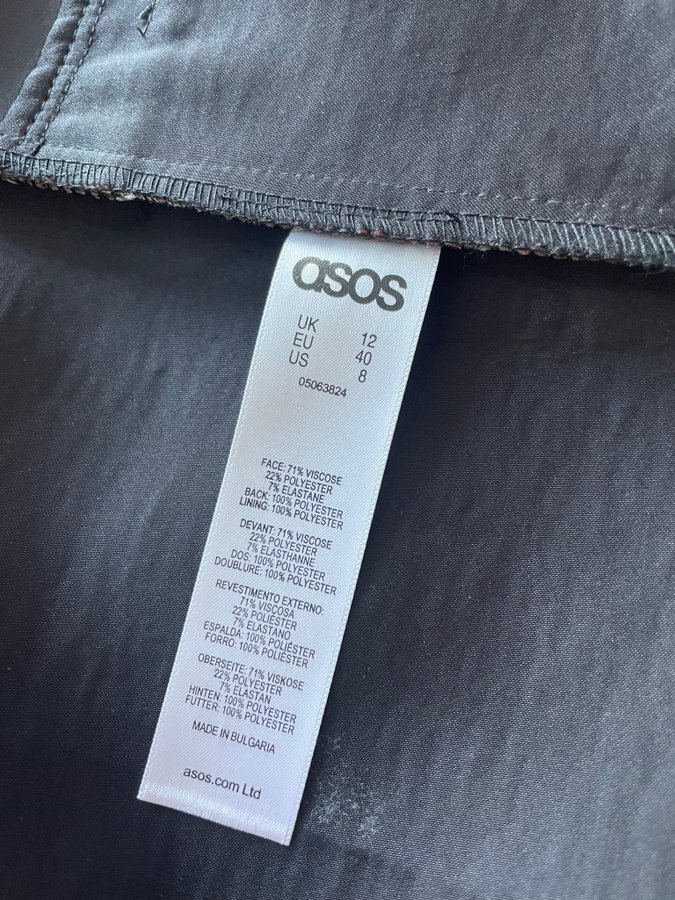 asos
UK 12
EU 40
US 8
05063824
FACE: 71% VISCOSE
22% POLYESTER
7% ELASTANE
BACK: 100% POLYESTER
LINING: 100% POLYESTER
DEVANT: 71% VISCOSE
22% POLYESTER
7% ELASTHANNE
DOS: 100% POLYESTER
DOUBLURE: 100% POLYESTER
REVESTIMENTO EXTERNO:
71% VISCOSA
22% POLIÉSTER
7% ELASTANO
ESPALDA: 100% POLIÉSTER
FORRO: 100% POLIÉSTER
OBERSEITE: 71% VISKOSE
22% POLYESTER
7% ELASTAN
HINTEN: 100% POLYESTER
FUTTER: 100% POLYESTER
MADE IN BULGARIA
asos.com Ltd